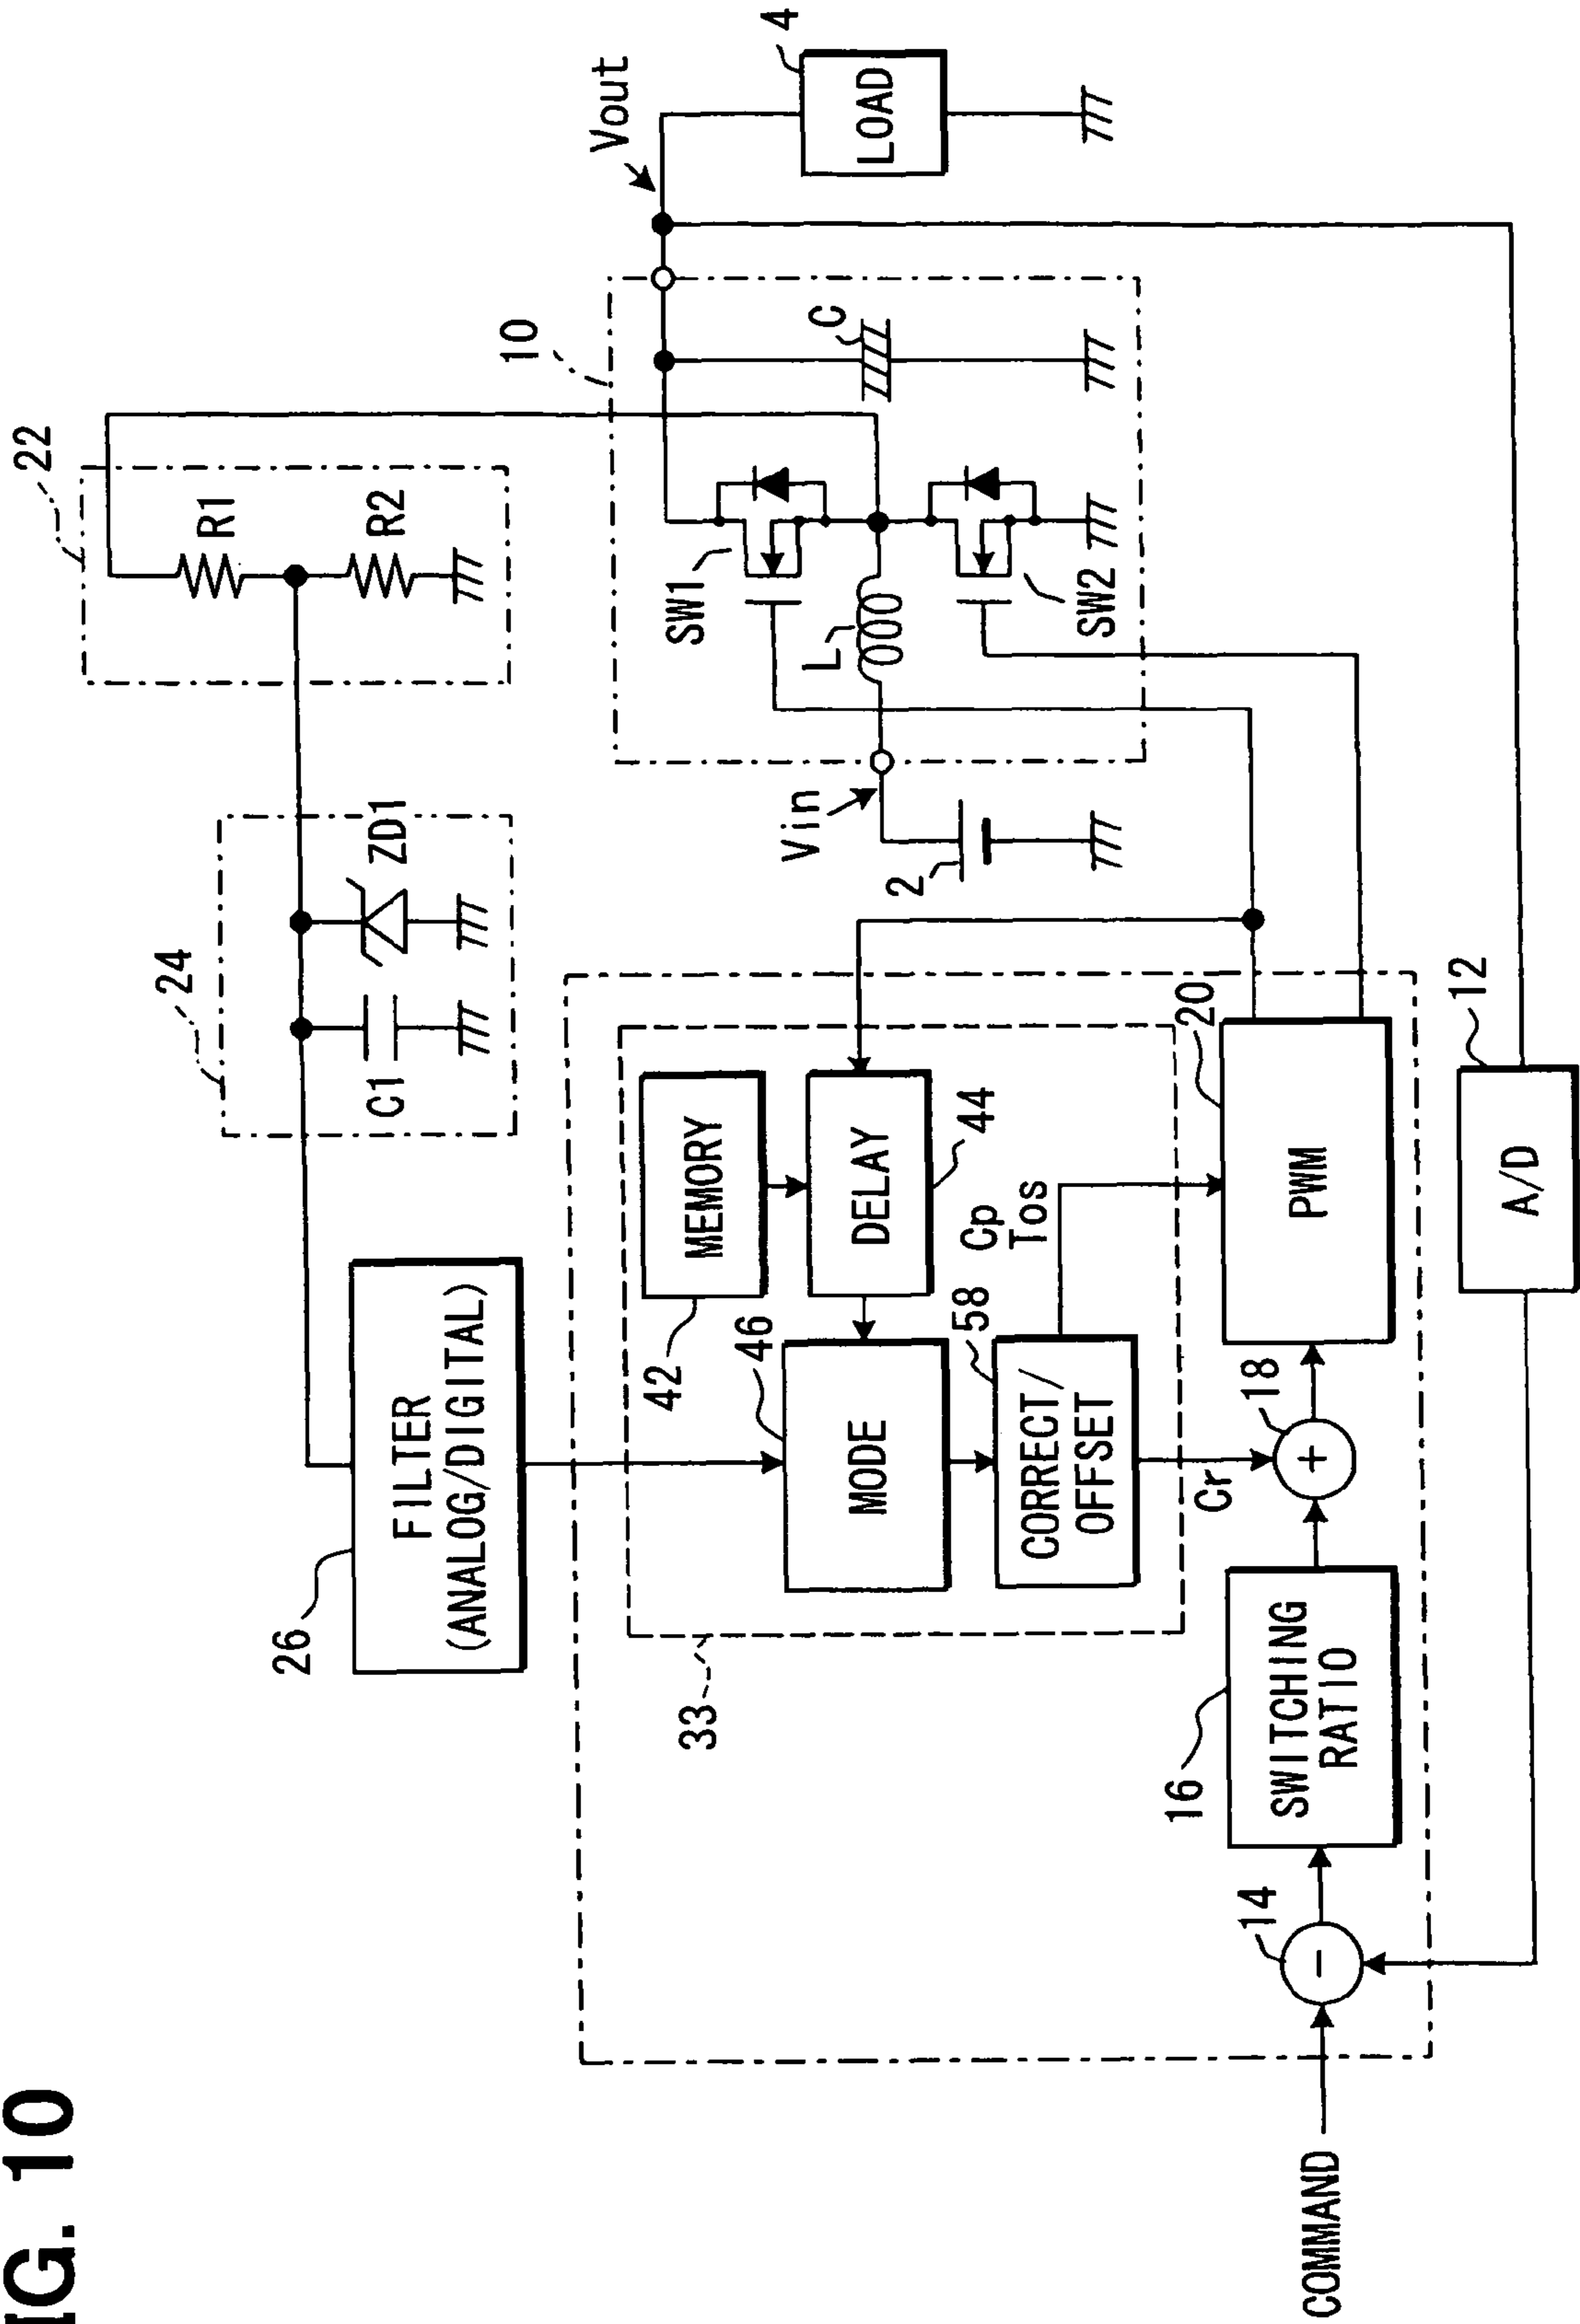 IG. 10
22
R1
R2
24
C1
ZD1
26
FILTER
(ANALOG/DIGITAL)
10
Vout
4
LOAD
C
SW1
L
SW2
Vin
2
33
42
MEMORY
DELAY
44
46
MODE
58
CORRECT/
OFFSET
Cp
Tos
Cr
20
PWM
18
+
16
SWITCHING
RATIO
14
-
COMMAND
12
A/D